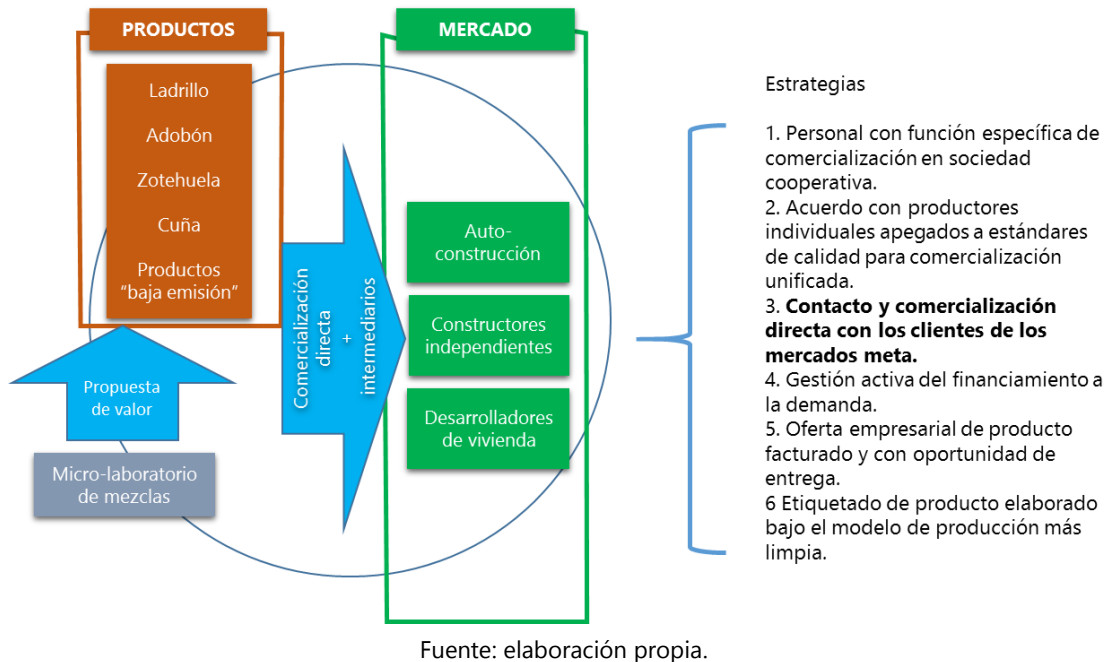 PRODUCTOS
Ladrillo
Adobón
Zotehuela
Cuña
Productos
“baja emisión”
Propuesta
de valor
Micro-laboratorio
de mezclas
Comercialización
directa
+
intermediarios
MERCADO
Auto-
construcción
Constructores
independientes
Desarrolladores
de vivienda
Estrategias
1. Personal con función específica de
comercialización en sociedad
cooperativa.
2. Acuerdo con productores
individuales apegados a estándares
de calidad para comercialización
unificada.
3. Contacto y comercialización
directa con los clientes de los
mercados meta.
4. Gestión activa del financiamiento a
la demanda.
5. Oferta empresarial de producto
facturado y con oportunidad de
entrega.
6 Etiquetado de producto elaborado
bajo el modelo de producción más
limpia.
Fuente: elaboración propia.